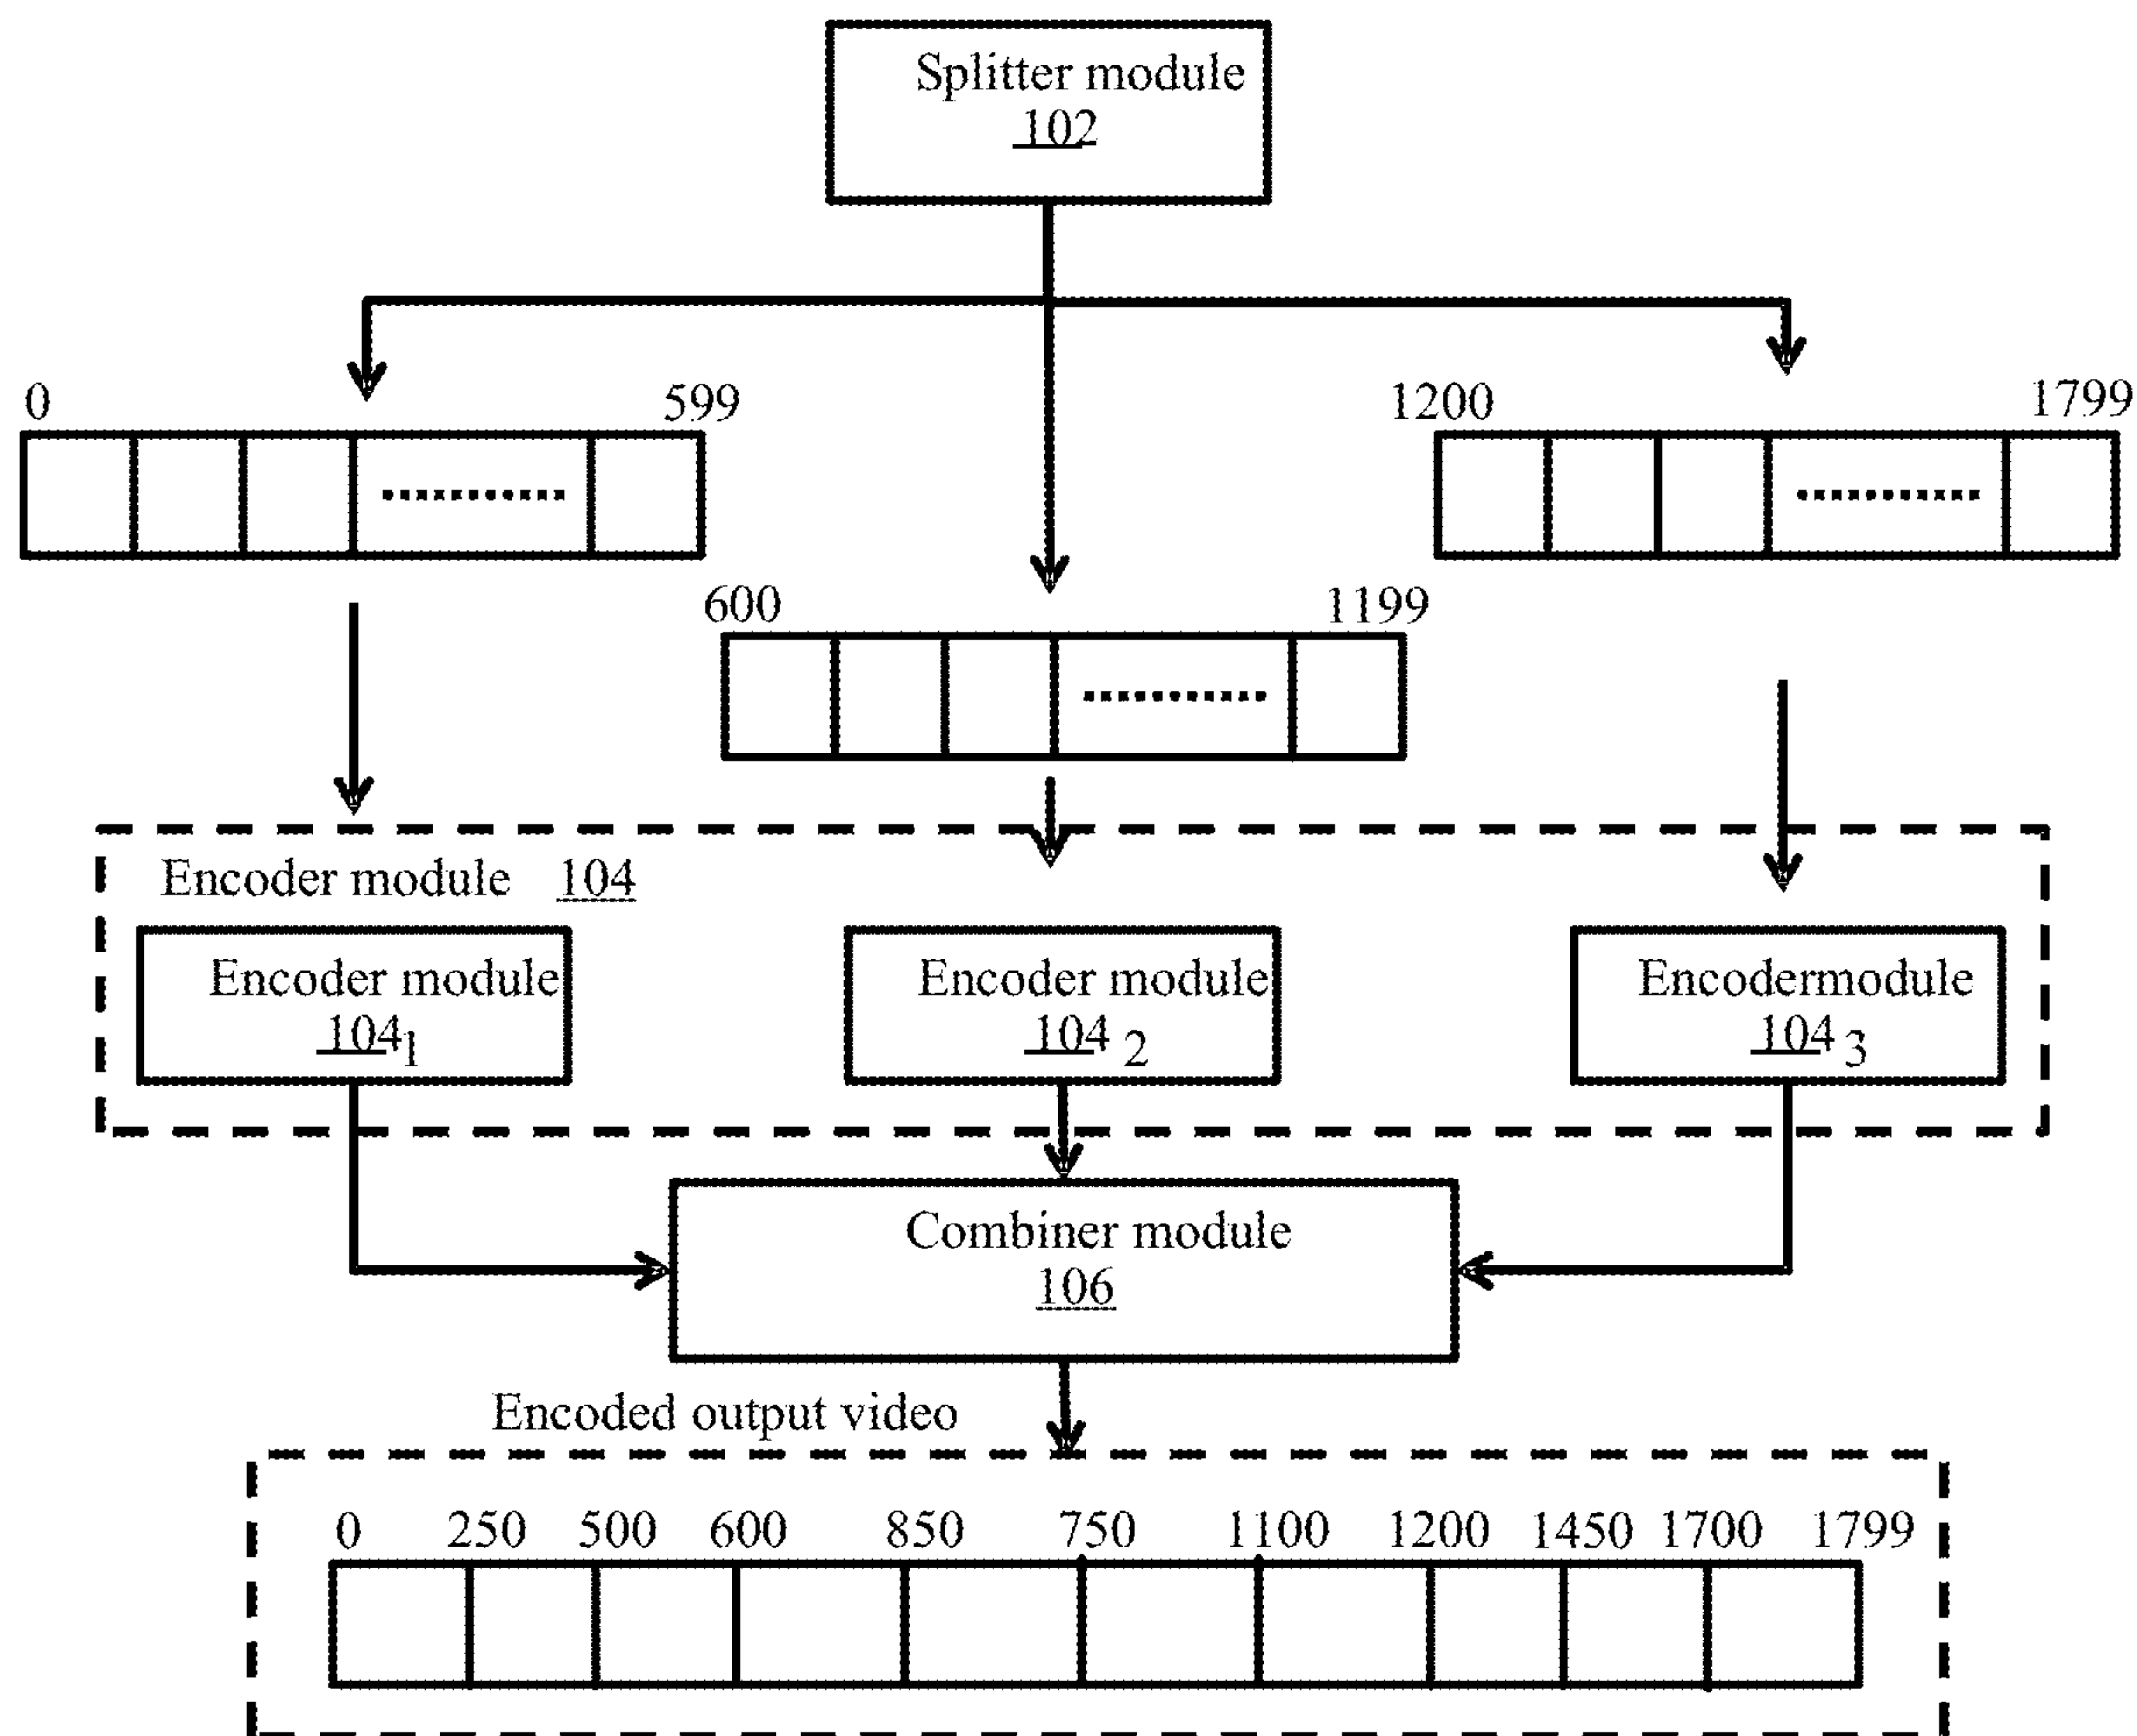 Splitter module
102
0 599
1200 1799
600 1199
Encoder module 104
Encoder module
104 1
Encoder module
104 2
Encodermodule
104 3
Combiner module
106
Encoded output video
0 250 500 600 850 750 1100 1200 1450 1700 1799